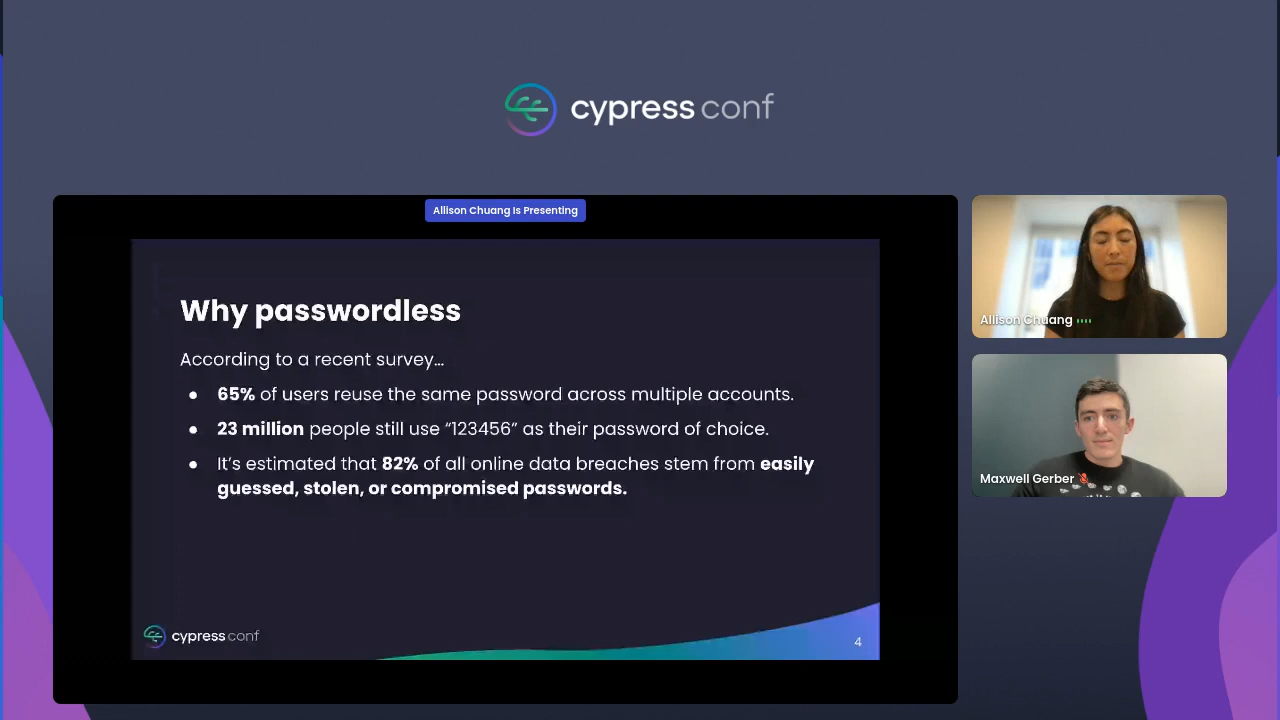 cypress conf
Allison Chuang Is Presenting
Why passwordless
According to a recent survey...
● 65% of users reuse the same password across multiple accounts.
● 23 million people still use “123456” as their password of choice.
● It’s estimated that 82% of all online data breaches stem from easily
guessed, stolen, or compromised passwords.
cypress conf
4
Allison Chuang
Maxwell Gerber